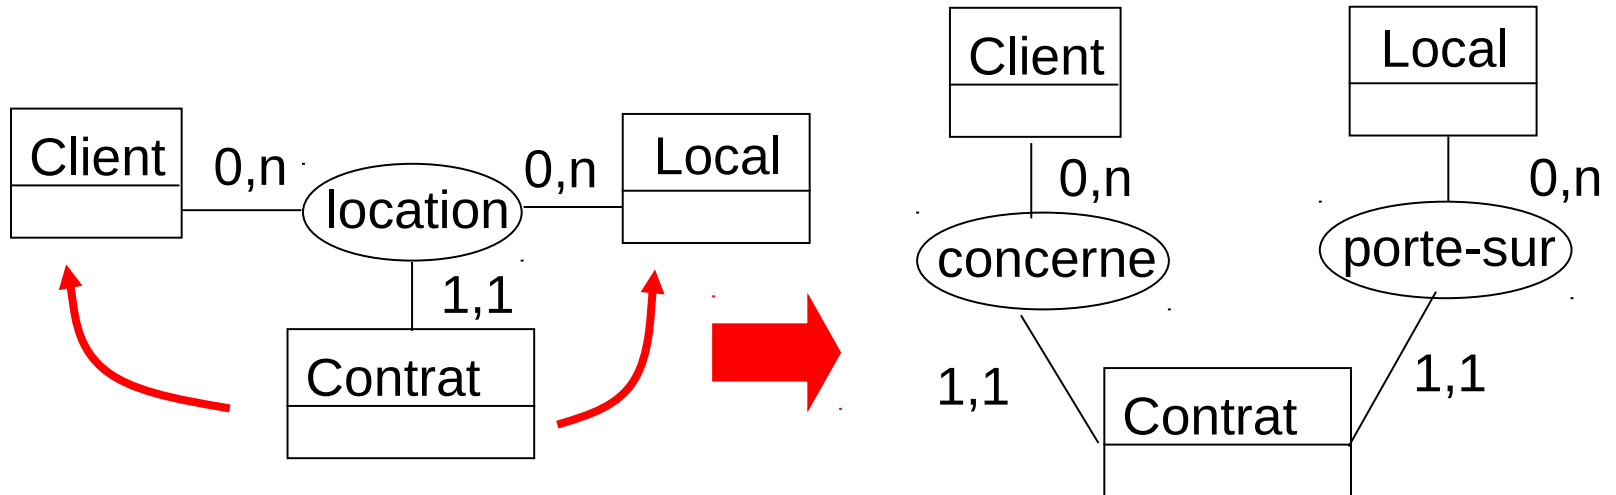 Client
0,n
location
0,n
Local
1,1
Contrat
Client
0,n
concerne
1,1
Local
0,n
porte-sur
1,1
Contrat